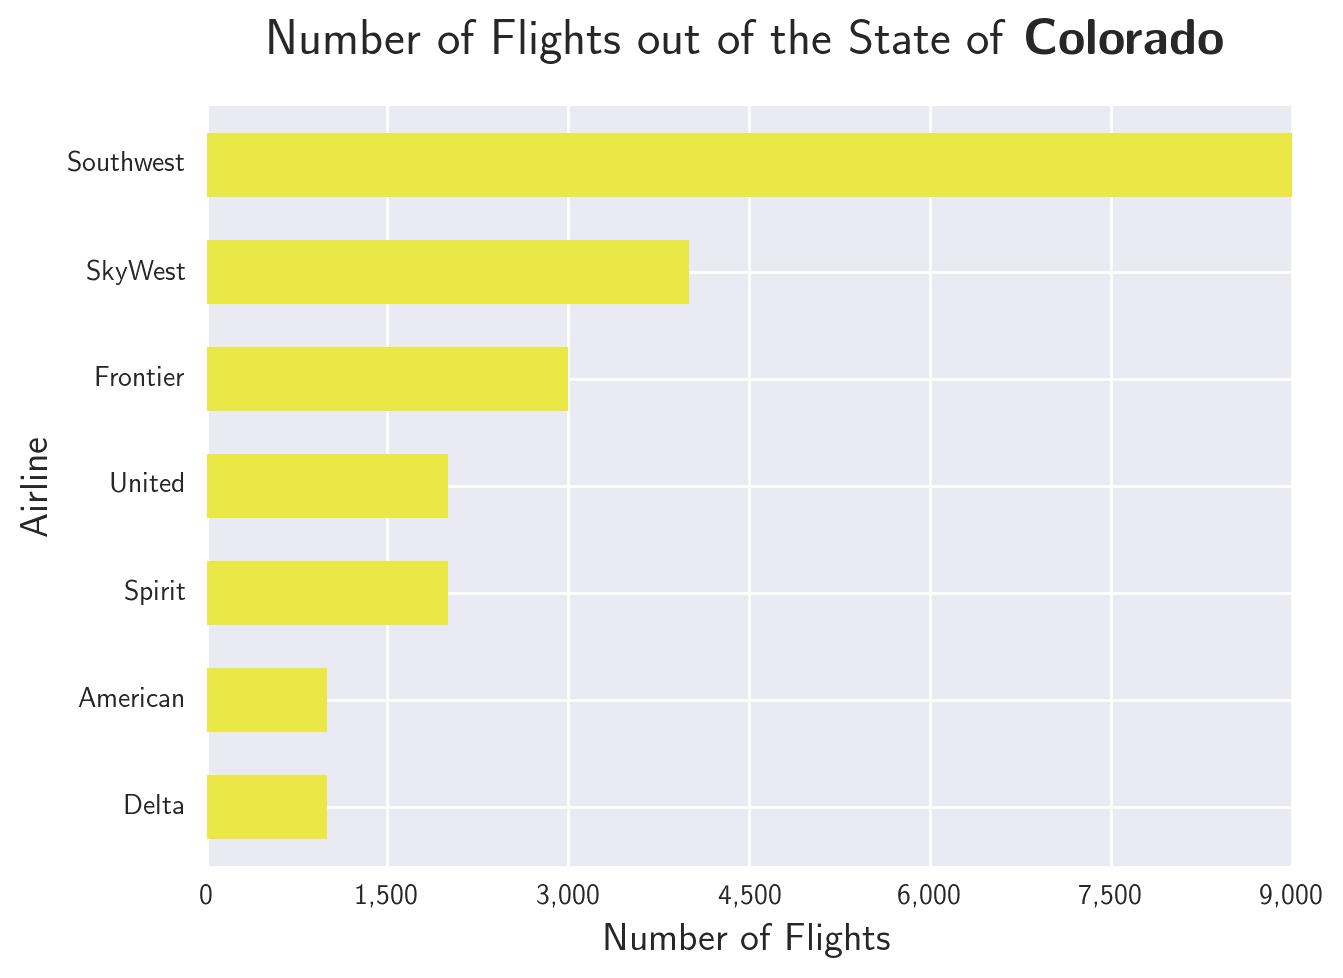 Number of Flights out of the State of Colorado
Southwest
SkyWest
Frontier
United
Spirit
American
Delta
Airline
0 1,500 3,000 4,500 6,000 7,500 9,000
Number of Flights